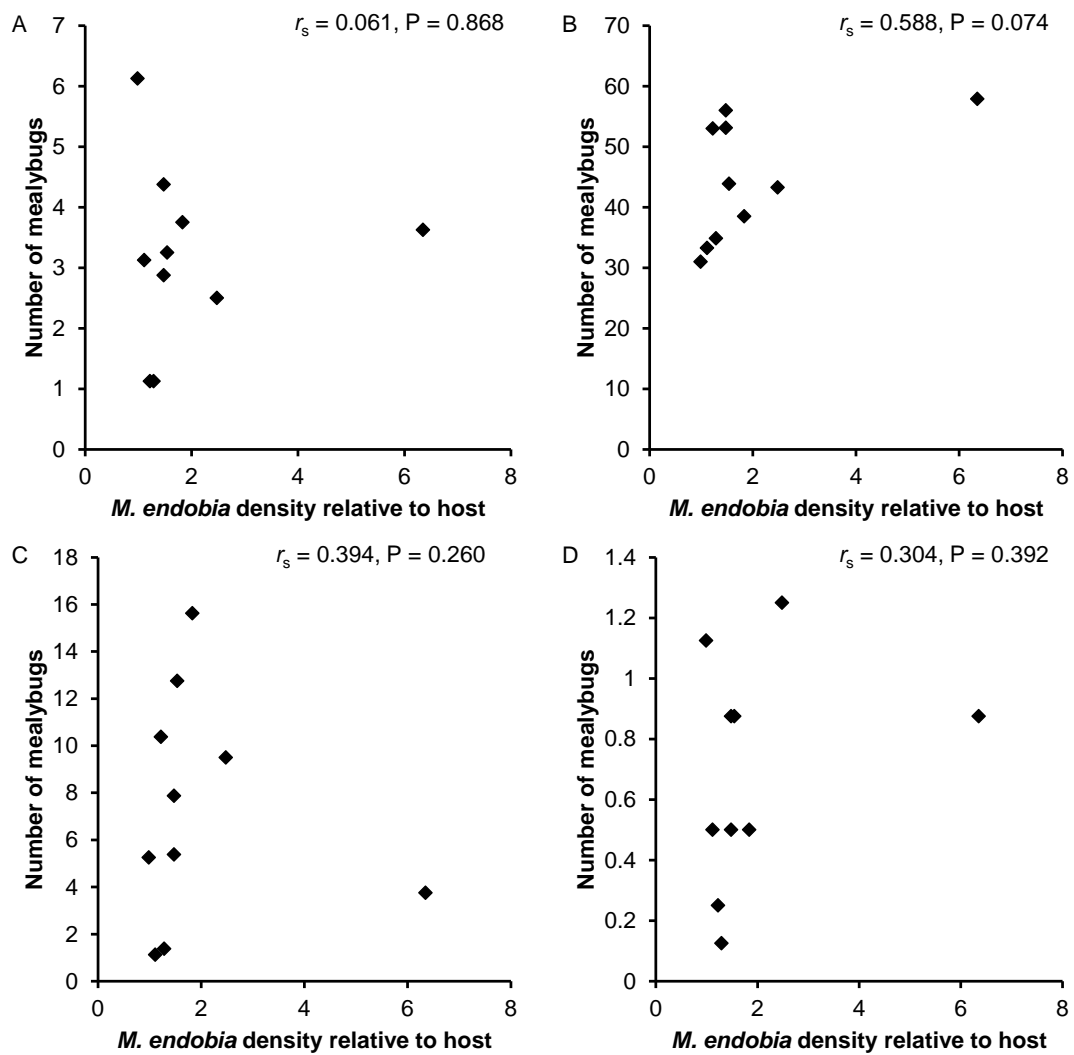 A
r_s = 0.061, P = 0.868
7
6
5
4
3
2
1
0
Number of mealybugs
0 2 4 6 8
M. endobia density relative to host
B
r_s = 0.588, P = 0.074
70
60
50
40
30
20
10
0
Number of mealybugs
0 2 4 6 8
M. endobia density relative to host
C
r_s = 0.394, P = 0.260
18
16
14
12
10
8
6
4
2
0
Number of mealybugs
0 2 4 6 8
M. endobia density relative to host
D
r_s = 0.304, P = 0.392
1.4
1.2
1
0.8
0.6
0.4
0.2
0
Number of mealybugs
0 2 4 6 8
M. endobia density relative to host